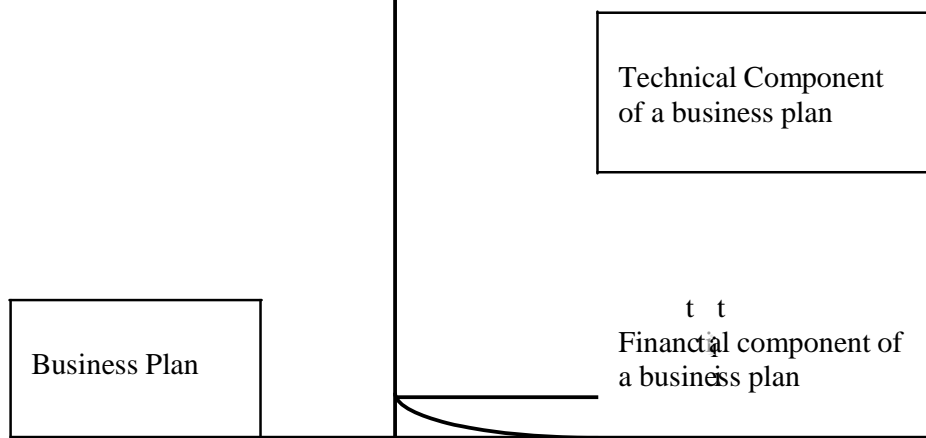 Technical Component
of a business plan
t t
Financial component of
a business plan
Business Plan